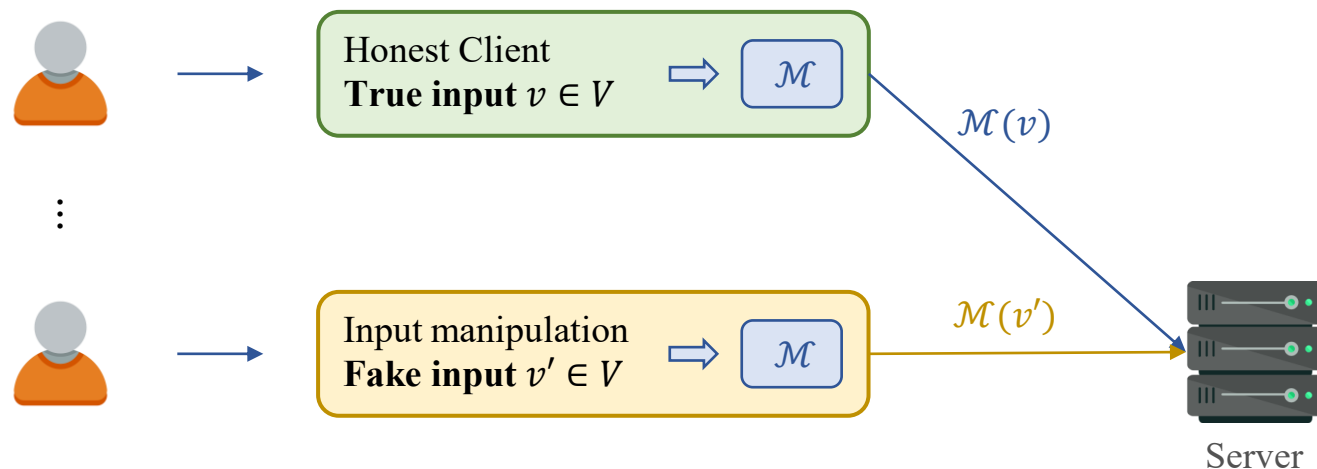 Honest Client
True input 𝑣 ∈ 𝑉
ℳ
ℳ(𝑣)
⋮
Input manipulation
Fake input 𝑣′ ∈ 𝑉
ℳ
ℳ(𝑣′)
Server